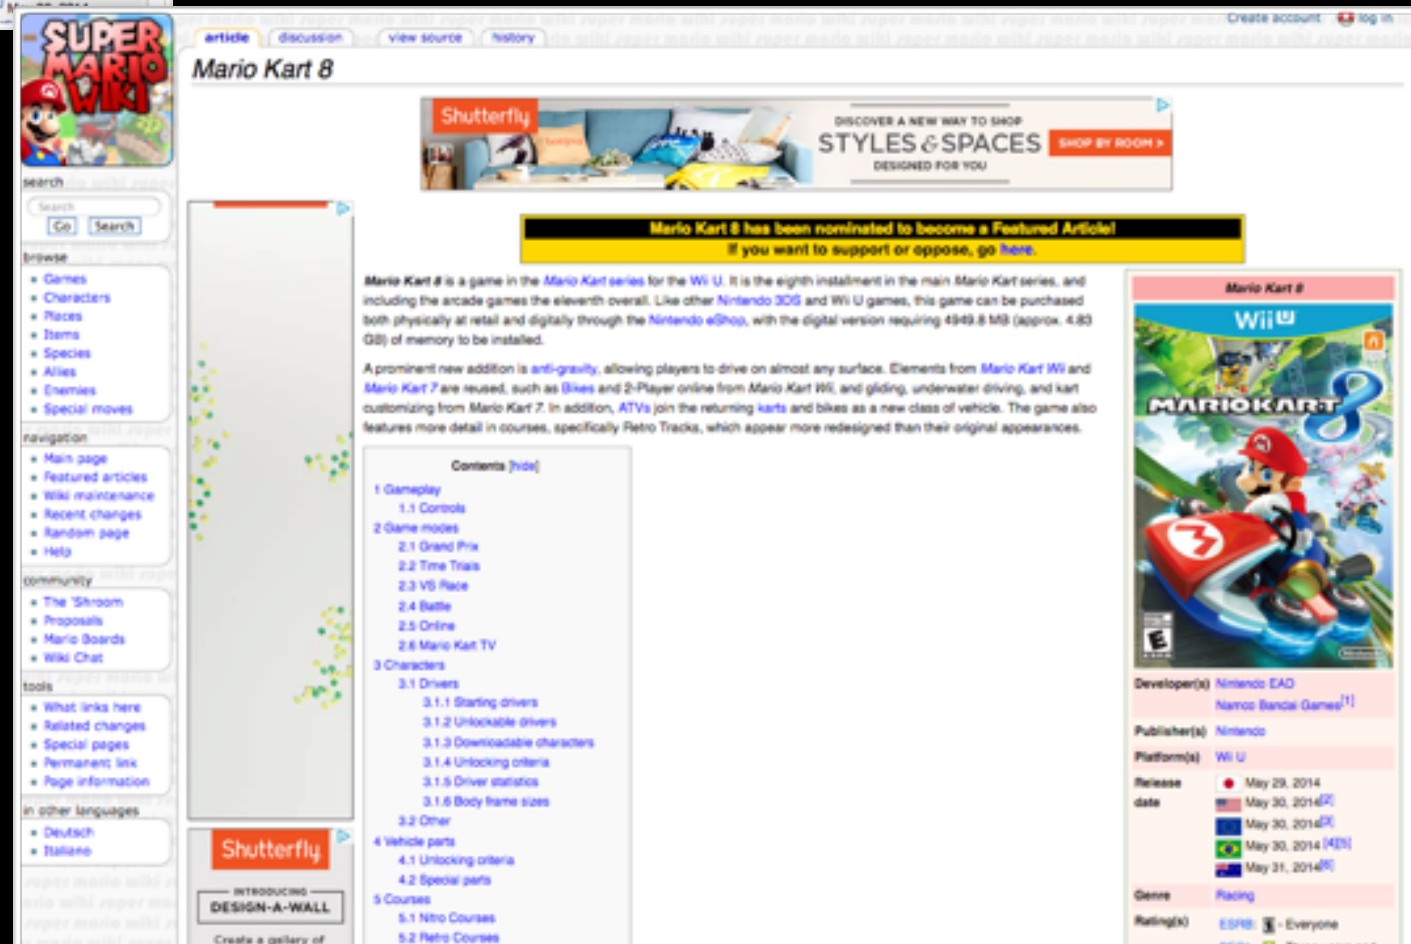 May 30, 2014
Create account log in
article discussion view source history
SUPER MARIO WIKI
Mario Kart 8
Shutterfly
DISCOVER A NEW WAY TO SHOP
STYLES & SPACES
DESIGNED FOR YOU
SHOP BY ROOM >
search
Search
Go Search
browse
Games
Characters
Places
Items
Species
Allies
Enemies
Special moves
navigation
Main page
Featured articles
Wiki maintenance
Recent changes
Random page
Help
community
The 'Shroom
Proposals
Mario Boards
Wiki Chat
tools
What links here
Related changes
Special pages
Permanent link
Page information
in other languages
Deutsch
Italiano
Shutterfly
INTRODUCING
DESIGN-A-WALL
Create a gallery of
Mario Kart 8 has been nominated to become a Featured Article!
If you want to support or oppose, go here.
Mario Kart 8 is a game in the Mario Kart series for the Wii U. It is the eighth installment in the main Mario Kart series, and
including the arcade games the eleventh overall. Like other Nintendo 3DS and Wii U games, this game can be purchased
both physically at retail and digitally through the Nintendo eShop, with the digital version requiring 4949.8 MB (approx. 4.83
GB) of memory to be installed.
A prominent new addition is anti-gravity, allowing players to drive on almost any surface. Elements from Mario Kart Wii and
Mario Kart 7 are reused, such as Bikes and 2-Player online from Mario Kart Wii, and gliding, underwater driving, and kart
customizing from Mario Kart 7. In addition, ATVs join the returning karts and bikes as a new class of vehicle. The game also
features more detail in courses, specifically Retro Tracks, which appear more redesigned than their original appearances.
Contents [hide]
1 Gameplay
1.1 Controls
2 Game modes
2.1 Grand Prix
2.2 Time Trials
2.3 VS Race
2.4 Battle
2.5 Online
2.6 Mario Kart TV
3 Characters
3.1 Drivers
3.1.1 Starting drivers
3.1.2 Unlockable drivers
3.1.3 Downloadable characters
3.1.4 Unlocking criteria
3.1.5 Driver statistics
3.1.6 Body frame sizes
3.2 Other
4 Vehicle parts
4.1 Unlocking criteria
4.2 Special parts
5 Courses
5.1 Nitro Courses
5.2 Retro Courses
Mario Kart 8
Wii U
MARIOKART 8
E
Nintendo
Developer(s) Nintendo EAD
Namco Bandai Games[1]
Publisher(s) Nintendo
Platform(s) Wii U
Release date
May 29, 2014
May 30, 2014[2]
May 30, 2014[3]
May 30, 2014 [4][5]
May 31, 2014[6]
Genre Racing
Rating(s) ESRB: E - Everyone